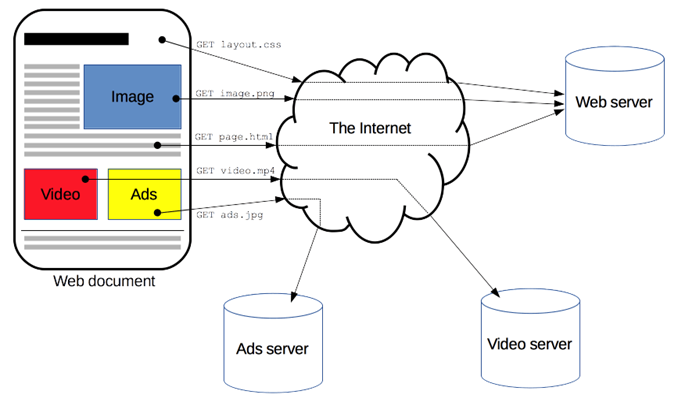 GET layout.css
Image
GET image.png
Web server
The Internet
GET page.html
GET video.mp4
Video
Ads
GET ads.jpg
Web document
Ads server
Video server